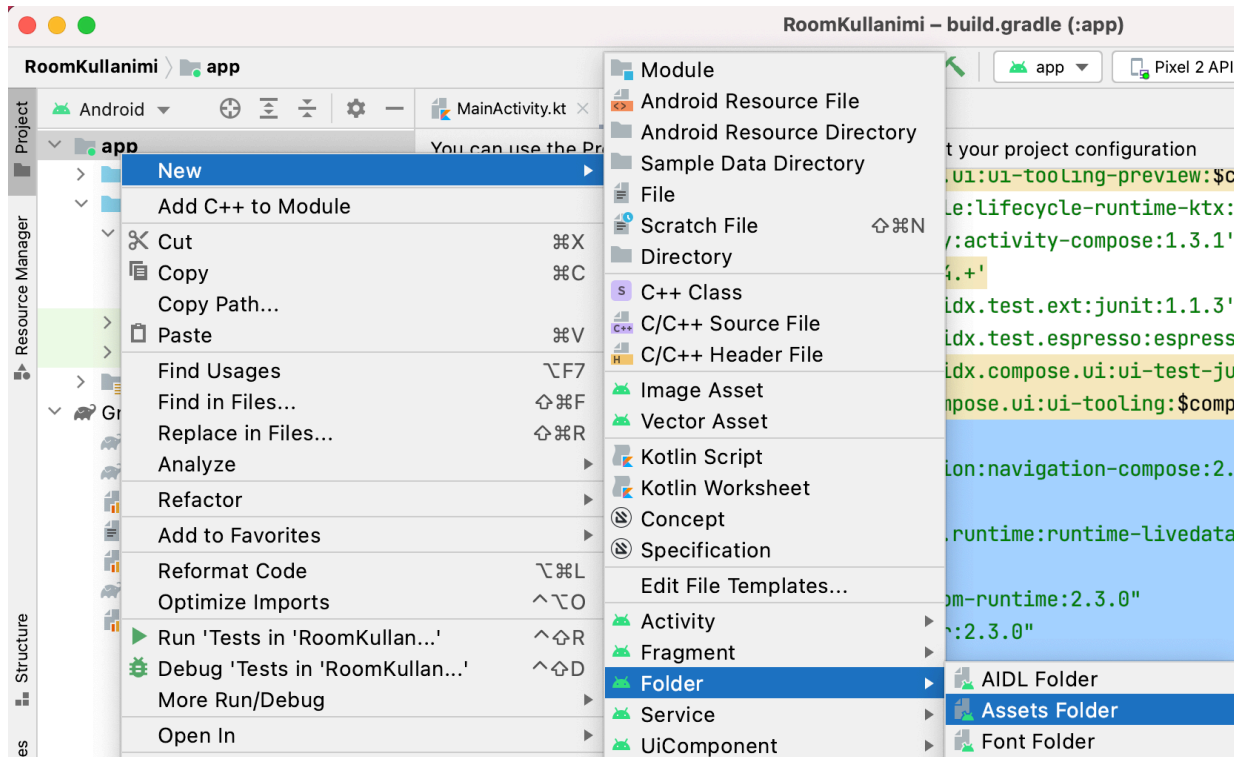 RoomKullanimi – build.gradle (:app)
RoomKullanimi
app
app
Pixel 2 API
Project
Resource Manager
Structure
Android
MainActivity.kt
app
You can use the
t your project configuration
New
Add C++ to Module
Cut ⌘X
Copy ⌘C
Copy Path...
Paste ⌘V
Find Usages ⌥F7
Find in Files... ⇧⌘F
Replace in Files... ⇧⌘R
Analyze
Refactor
Add to Favorites
Reformat Code ⌥⌘L
Optimize Imports ^⌥O
Run 'Tests in 'RoomKullan...' ^⇧R
Debug 'Tests in 'RoomKullan...' ^⇧D
More Run/Debug
Open In
Module
Android Resource File
Android Resource Directory
Sample Data Directory
File
Scratch File ⇧⌘N
Directory
C++ Class
C/C++ Source File
C/C++ Header File
Image Asset
Vector Asset
Kotlin Script
Kotlin Worksheet
Concept
Specification
Edit File Templates...
Activity
Fragment
Folder
Service
UiComponent
AIDL Folder
Assets Folder
Font Folder
.ui:ui-tooling-preview:$c
le:lifecycle-runtime-ktx:
y:activity-compose:1.3.1'
4.+'
idx.test.ext:junit:1.1.3'
idx.test.espresso:espress
idx.compose.ui:ui-test-ju
mpose.ui:ui-tooling:$comp
ion:navigation-compose:2.
.runtime:runtime-livedata
om-runtime:2.3.0"
r:2.3.0"